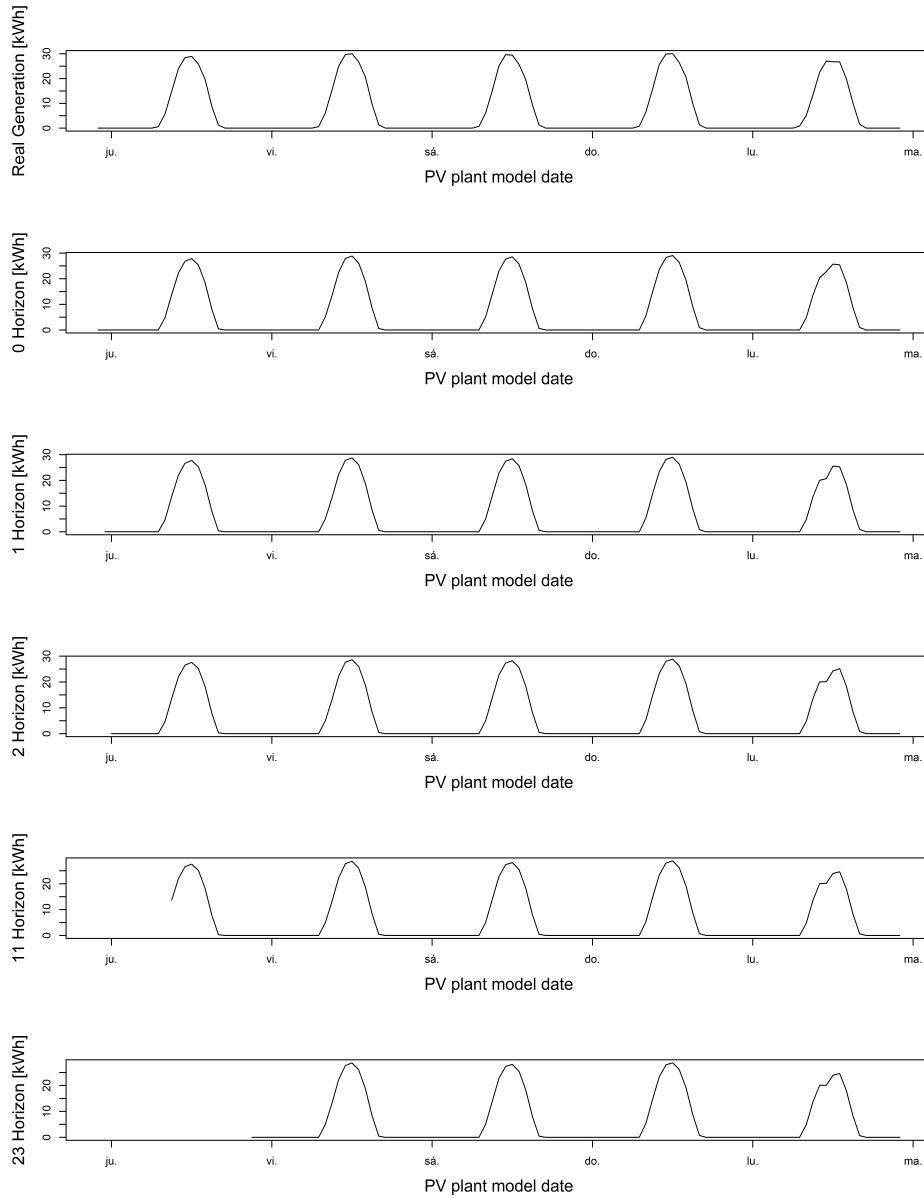 Real Generation [kWh]
30
20
10
0
ju.
vi.
sá.
do.
lu.
ma.
PV plant model date
0 Horizon [kWh]
30
20
10
0
ju.
vi.
sá.
do.
lu.
ma.
PV plant model date
1 Horizon [kWh]
30
20
10
0
ju.
vi.
sá.
do.
lu.
ma.
PV plant model date
2 Horizon [kWh]
30
20
10
0
ju.
vi.
sá.
do.
lu.
ma.
PV plant model date
11 Horizon [kWh]
20
10
0
ju.
vi.
sá.
do.
lu.
ma.
PV plant model date
23 Horizon [kWh]
20
10
0
ju.
vi.
sá.
do.
lu.
ma.
PV plant model date